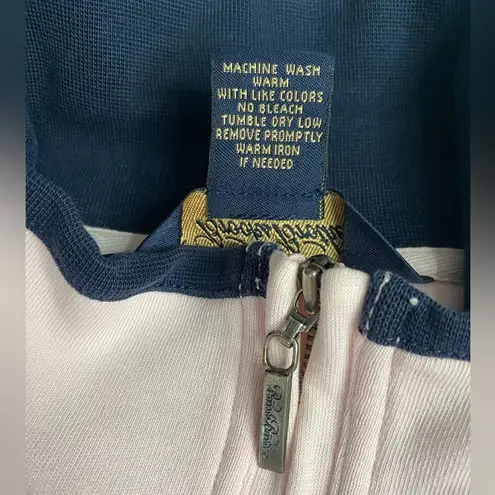 MACHINE WASH
WARM
WITH LIKE COLORS
NO BLEACH
TUMBLE DRY LOW
REMOVE PROMPTLY
WARM IRON
IF NEEDED